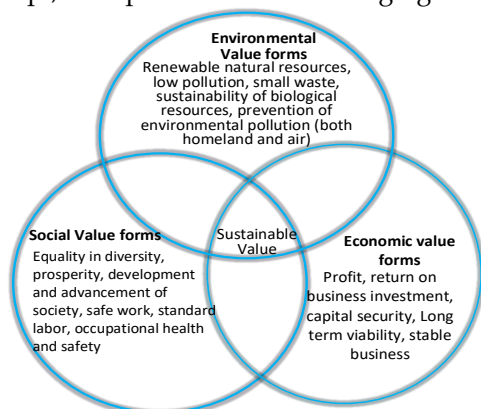 Environmental
Value forms
Renewable natural resources,
low pollution, small waste,
sustainability of biological
resources, prevention of
environmental pollution (both
homeland and air)
Sustainable
Value
Social Value forms
Equality in diversity,
prosperity, development
and advancement of
society, safe work, standard
labor, occupational health
and safety
Economic value
forms
Profit, return on
business investment,
capital security, Long
term viability, stable
business